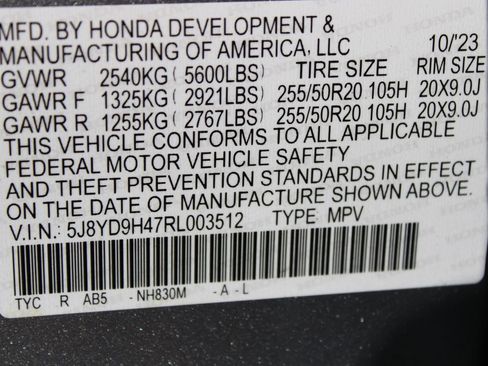 MFD. BY HONDA DEVELOPMENT &
MANUFACTURING OF AMERICA, LLC 10/'23
GVWR 2540KG (5600LBS) TIRE SIZE RIM SIZE
GAWR F 1325KG (2921LBS) 255/50R20 105H 20X9.0J
GAWR R 1255KG (2767LBS) 255/50R20 105H 20X9.0J
THIS VEHICLE CONFORMS TO ALL APPLICABLE
FEDERAL MOTOR VEHICLE SAFETY
AND THEFT PREVENTION STANDARDS IN EFFECT
ON THE DATE OF MANUFACTURE SHOWN ABOVE.
V.I.N.: 5J8YD9H47RL003512 TYPE: MPV
TYC R AB5 - NH830M - A - L